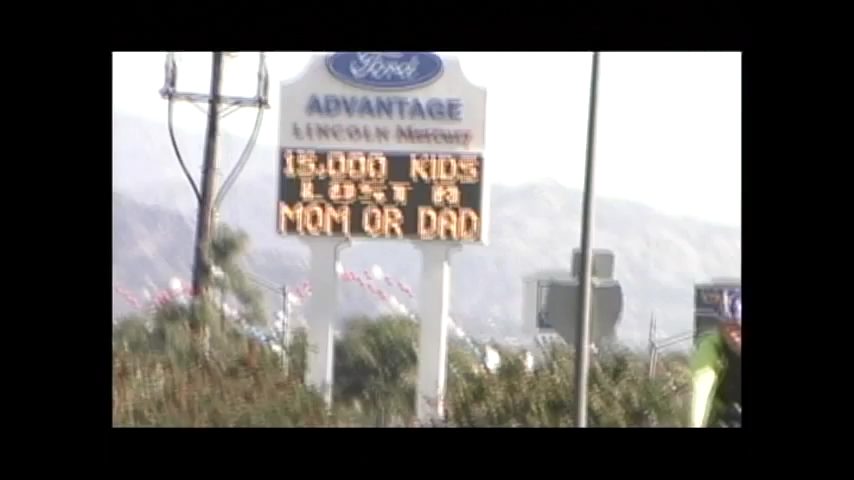 Ford
ADVANTAGE
LINCOLN Mercury
15,000 KIDS
LOST A
MOM OR DAD